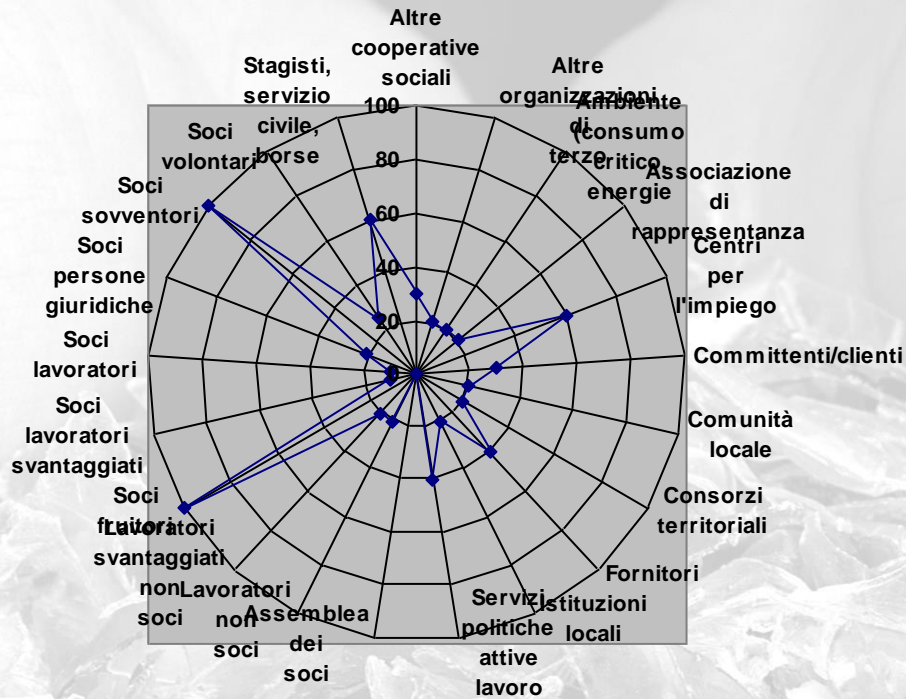 Altre
cooperative
sociali
Altre
organizzazioni
di
terzo
Ambiente
(consumo
critico,
energie
Associazione
di
rappresentanza
Centri
per
l'impiego
Committenti/clienti
Comunità
locale
Consorzi
territoriali
Fornitori
Istituzioni
locali
Servizi
politiche
attive
lavoro
Assemblea
dei
soci
Lavoratori
non
soci
Lavoratori
svantaggiati
non
soci
Soci
fruitori
Soci
lavoratori
svantaggiati
Soci
lavoratori
Soci
persone
giuridiche
Soci
sovventori
Soci
volontari
Stagisti,
servizio
civile,
borse
100
80
60
40
20
0